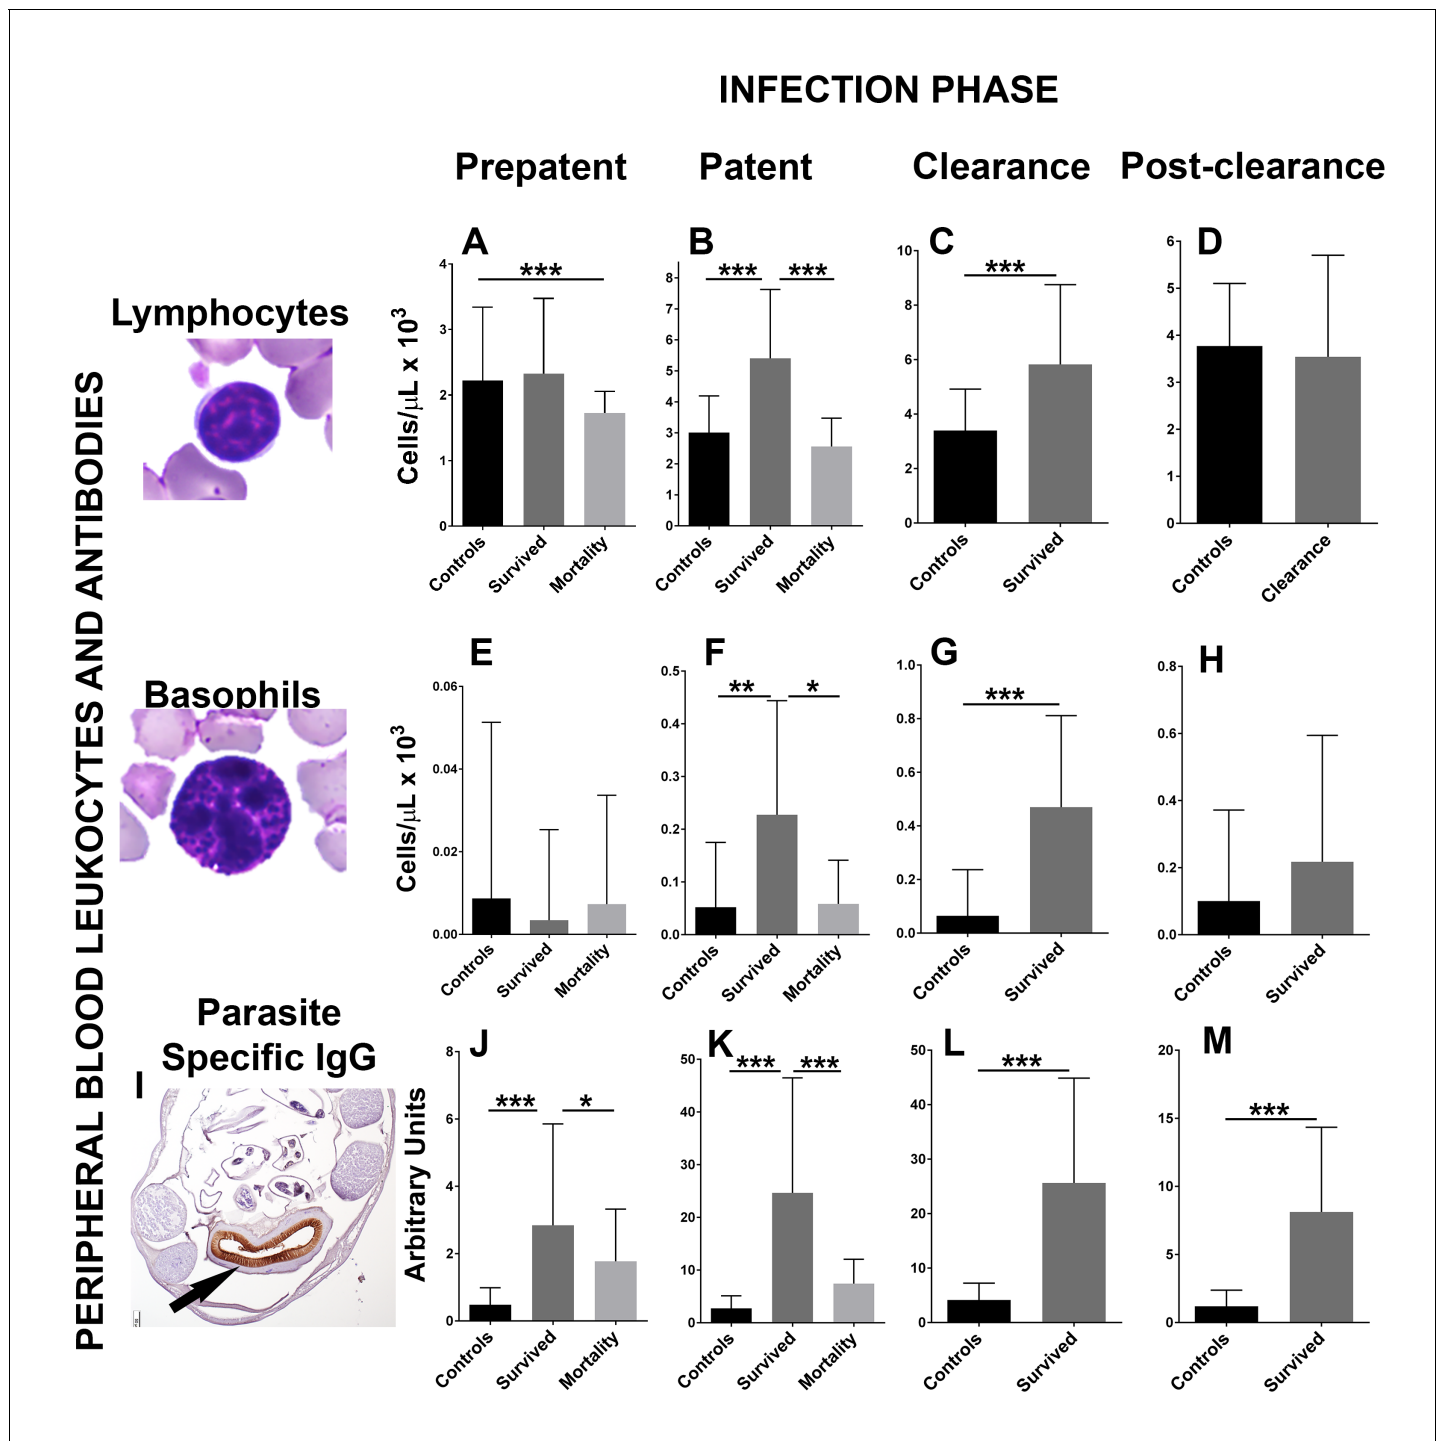 INFECTION PHASE
Prepatent Patent Clearance Post-clearance
PERIPHERAL BLOOD LEUKOCYTES AND ANTIBODIES
Lymphocytes
Cells/μL x 10³
A
***
4
3
2
1
0
Controls Survived Mortality
B
*** ***
8
7
6
5
4
3
2
1
0
Controls Survived Mortality
C
***
10
8
6
4
2
0
Controls Survived
D
6
5
4
3
2
1
0
Controls Clearance
Basophils
Cells/μL x 10³
E
0.06
0.04
0.02
0.00
Controls Survived Mortality
F
** *
0.5
0.4
0.3
0.2
0.1
0.0
Controls Survived Mortality
G
***
1.0
0.8
0.6
0.4
0.2
0.0
Controls Survived
H
0.8
0.6
0.4
0.2
0.0
Controls Survived
Parasite
Specific IgG
I
Arbitrary Units
J
*** *
8
6
4
2
0
Controls Survived Mortality
K
*** ***
50
40
30
20
10
0
Controls Survived Mortality
L
***
50
40
30
20
10
0
Controls Survived
M
***
20
15
10
5
0
Controls Survived